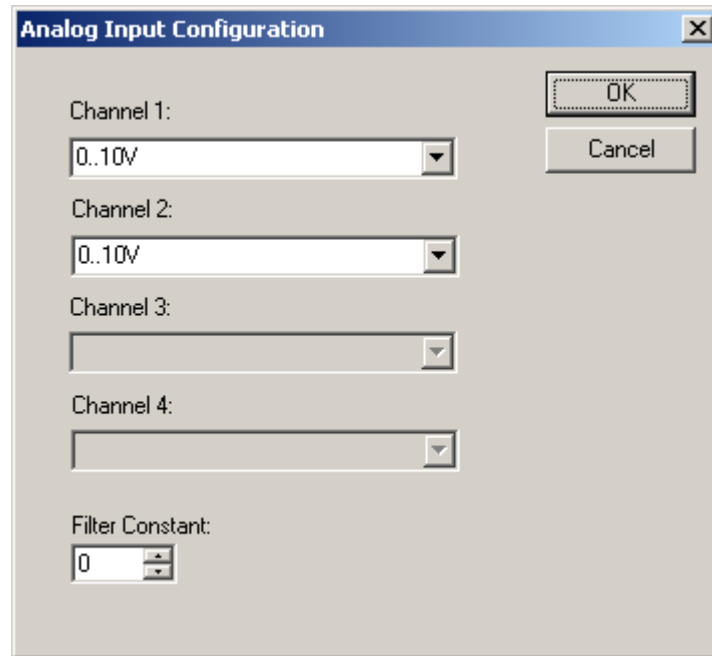 Analog Input Configuration
OK
Channel 1:
0..10V
Cancel
Channel 2:
0..10V
Channel 3:
Channel 4:
Filter Constant:
0